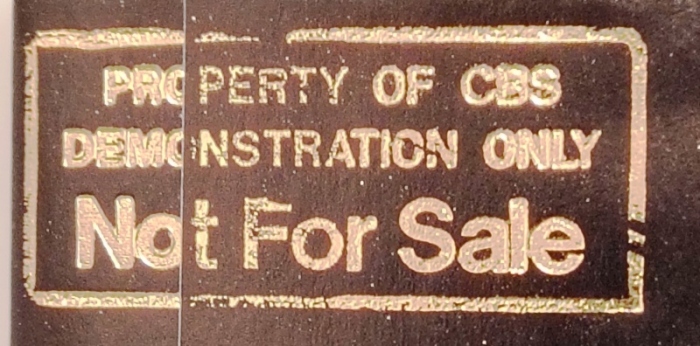 PROPERTY OF CBS
DEMONSTRATION ONLY
Not For Sale